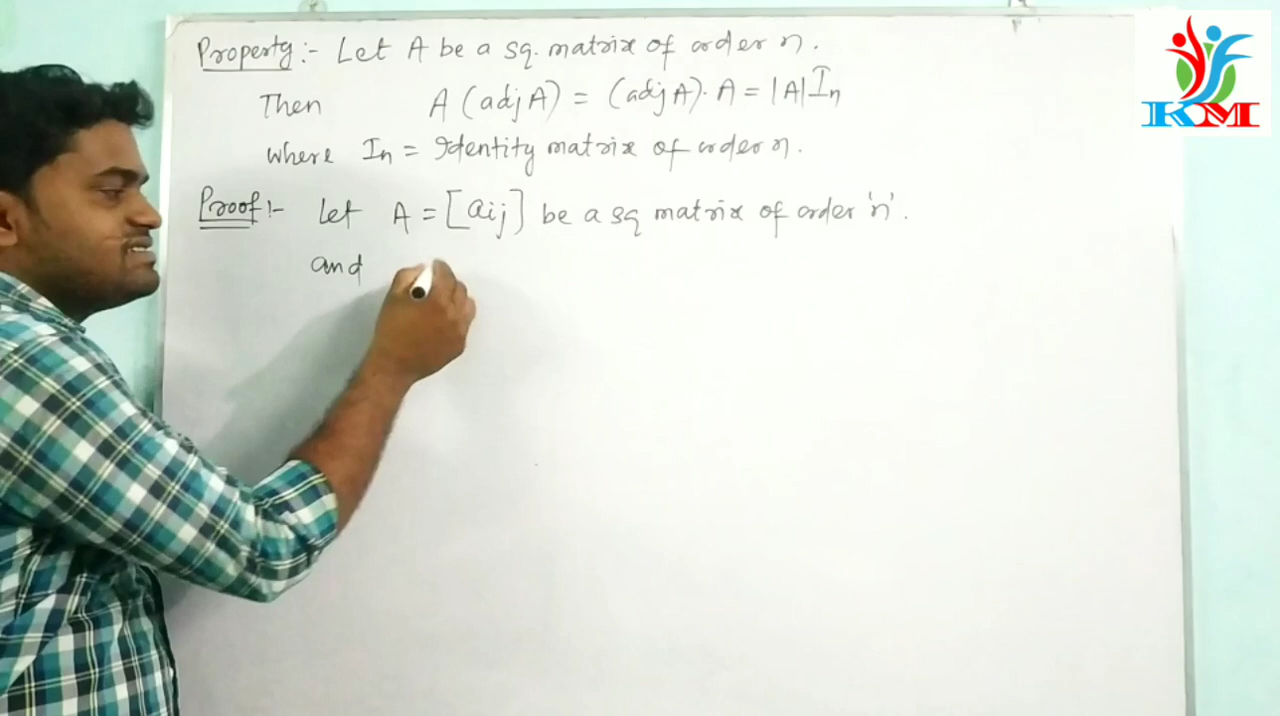 Property:- Let A be a sq. matrix of order n.
Then A (adj A) = (adj A). A = |A| In
where In = Identity matrix of order n.
Proof:- Let A = [aij] be a sq matrix of order 'n'.
and
KM